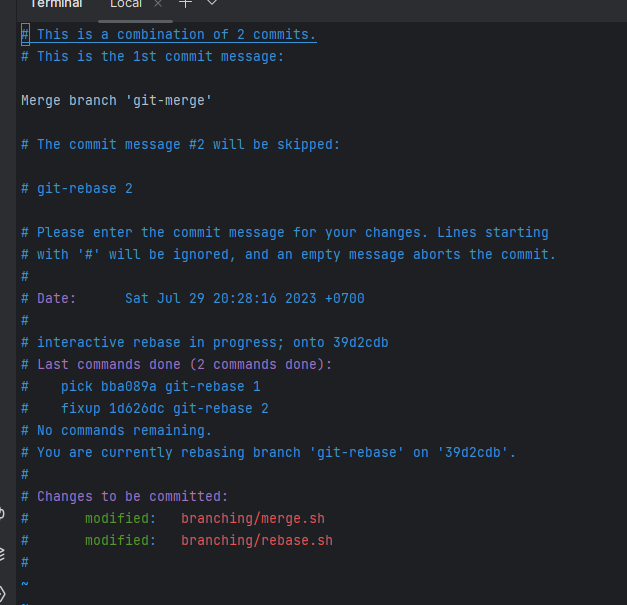 Terminal Local × +
# This is a combination of 2 commits.
# This is the 1st commit message:
Merge branch 'git-merge'
# The commit message #2 will be skipped:
# git-rebase 2
# Please enter the commit message for your changes. Lines starting
# with '#' will be ignored, and an empty message aborts the commit.
#
# Date:      Sat Jul 29 20:28:16 2023 +0700
#
# interactive rebase in progress; onto 39d2cdb
# Last commands done (2 commands done):
#    pick bba089a git-rebase 1
#    fixup 1d626dc git-rebase 2
# No commands remaining.
# You are currently rebasing branch 'git-rebase' on '39d2cdb'.
#
# Changes to be committed:
#       modified:   branching/merge.sh
#       modified:   branching/rebase.sh
#
~
~